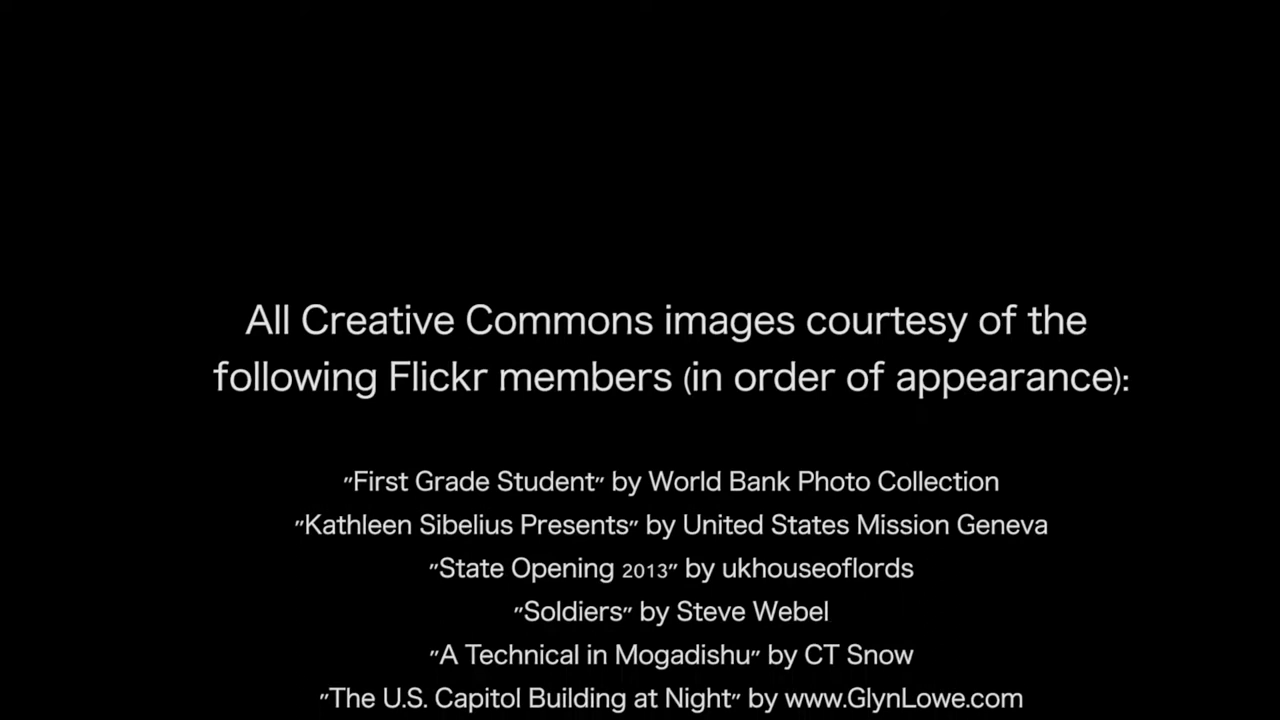 All Creative Commons images courtesy of the
following Flickr members (in order of appearance):
"First Grade Student" by World Bank Photo Collection
"Kathleen Sibelius Presents" by United States Mission Geneva
"State Opening 2013" by ukhouseoflords
"Soldiers" by Steve Webel
"A Technical in Mogadishu" by CT Snow
"The U.S. Capitol Building at Night" by www.GlynLowe.com